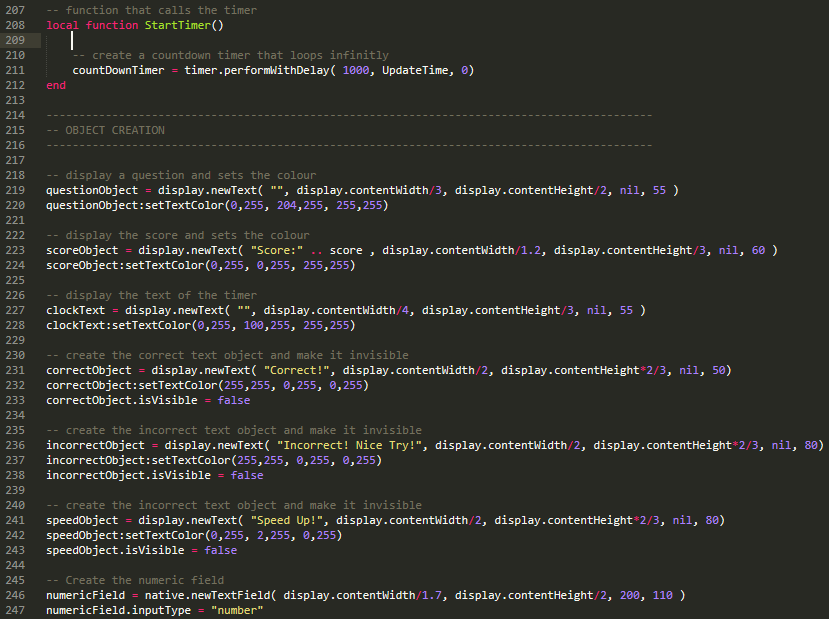 207 -- function that calls the timer
208 local function StartTimer()
209
210 -- create a countdown timer that loops infinitly
211 countDownTimer = timer.performWithDelay( 1000, UpdateTime, 0)
212 end
213
214 --------------------------------------------------------------------------------------------
215 -- OBJECT CREATION
216 --------------------------------------------------------------------------------------------
217
218 -- display a question and sets the colour
219 questionObject = display.newText( "", display.contentWidth/3, display.contentHeight/2, nil, 55 )
220 questionObject:setTextColor(0,255, 204,255, 255,255)
221
222 -- display the score and sets the colour
223 scoreObject = display.newText( "Score:" .. score , display.contentWidth/1.2, display.contentHeight/3, nil, 60 )
224 scoreObject:setTextColor(0,255, 0,255, 255,255)
225
226 -- display the text of the timer
227 clockText = display.newText( "", display.contentWidth/4, display.contentHeight/3, nil, 55 )
228 clockText:setTextColor(0,255, 100,255, 255,255)
229
230 -- create the correct text object and make it invisible
231 correctObject = display.newText( "Correct!", display.contentWidth/2, display.contentHeight*2/3, nil, 50)
232 correctObject:setTextColor(255,255, 0,255, 0,255)
233 correctObject.isVisible = false
234
235 -- create the incorrect text object and make it invisible
236 incorrectObject = display.newText( "Incorrect! Nice Try!", display.contentWidth/2, display.contentHeight*2/3, nil, 80)
237 incorrectObject:setTextColor(255,255, 0,255, 0,255)
238 incorrectObject.isVisible = false
239
240 -- create the incorrect text object and make it invisible
241 speedObject = display.newText( "Speed Up!", display.contentWidth/2, display.contentHeight*2/3, nil, 80)
242 speedObject:setTextColor(0,255, 2,255, 0,255)
243 speedObject.isVisible = false
244
245 -- Create the numeric field
246 numericField = native.newTextField( display.contentWidth/1.7, display.contentHeight/2, 200, 110 )
247 numericField.inputType = "number"